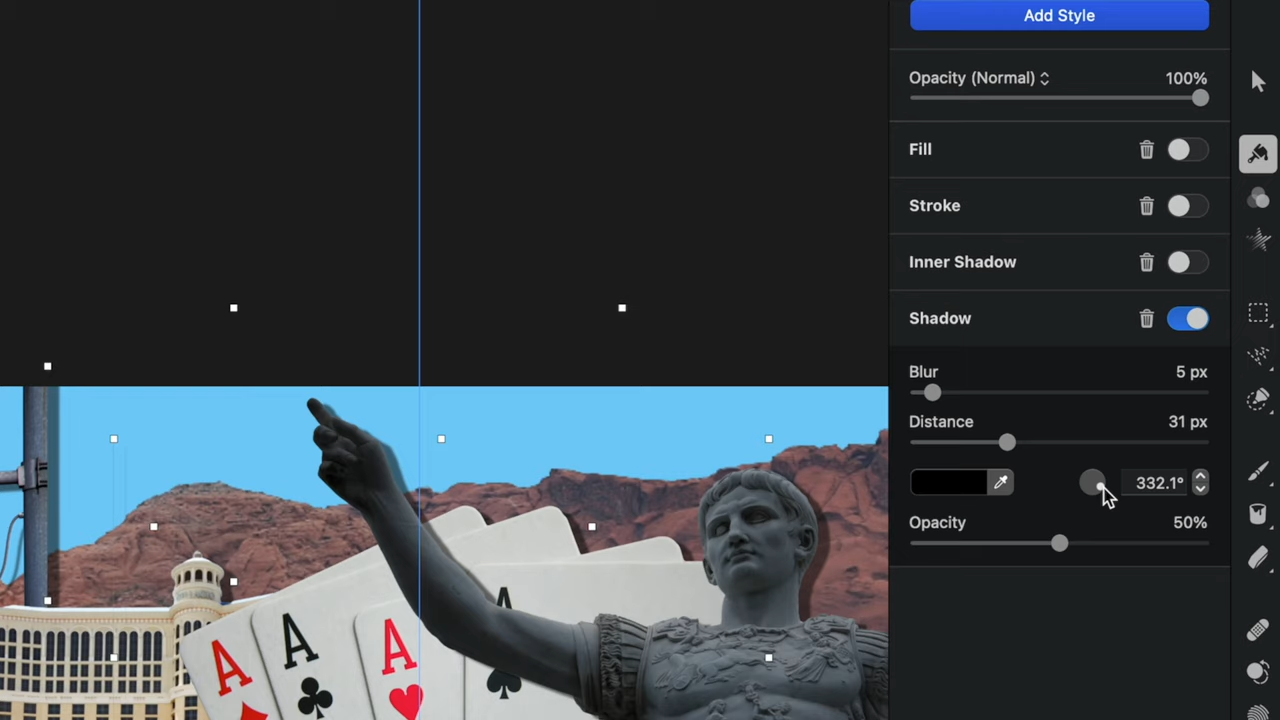 Add Style
Opacity (Normal) 100%
Fill
Stroke
Inner Shadow
Shadow
Blur 5 px
Distance 31 px
332.1°
Opacity 50%
A A A A